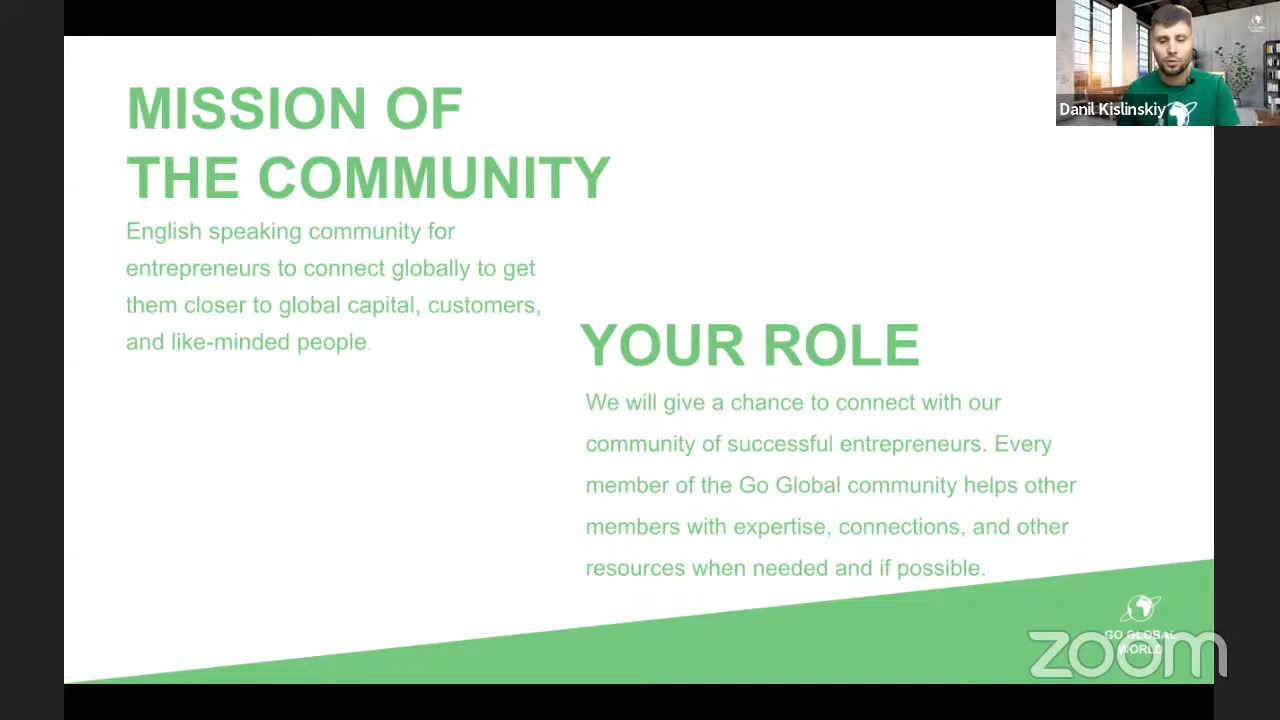 MISSION OF
THE COMMUNITY
English speaking community for
entrepreneurs to connect globally to get
them closer to global capital, customers,
and like-minded people.
YOUR ROLE
We will give a chance to connect with our
community of successful entrepreneurs. Every
member of the Go Global community helps other
members with expertise, connections, and other
resources when needed and if possible.
Danil Kislinskiy
GO GLOBAL
WORLD
zoom